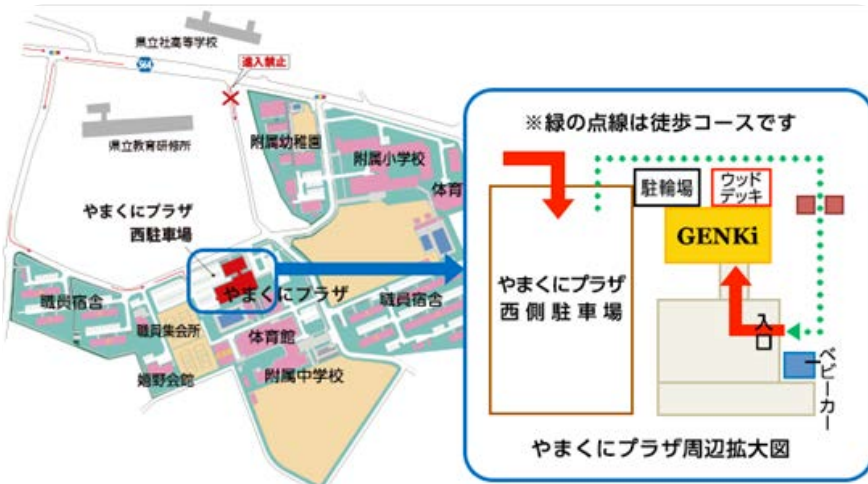 県立社高等学校
564
進入禁止
県立教育研修所
附属幼稚園
附属小学校
体育
やまくにプラザ
西駐車場
やまくにプラザ
職員宿舎
職員宿舎
職員集会所
体育館
嬉野会館
附属中学校
※緑の点線は徒歩コースです
駐輪場
ウッド
デッキ
GENKi
やまくにプラザ
西側駐車場
入口
ベビーカー
やまくにプラザ周辺拡大図